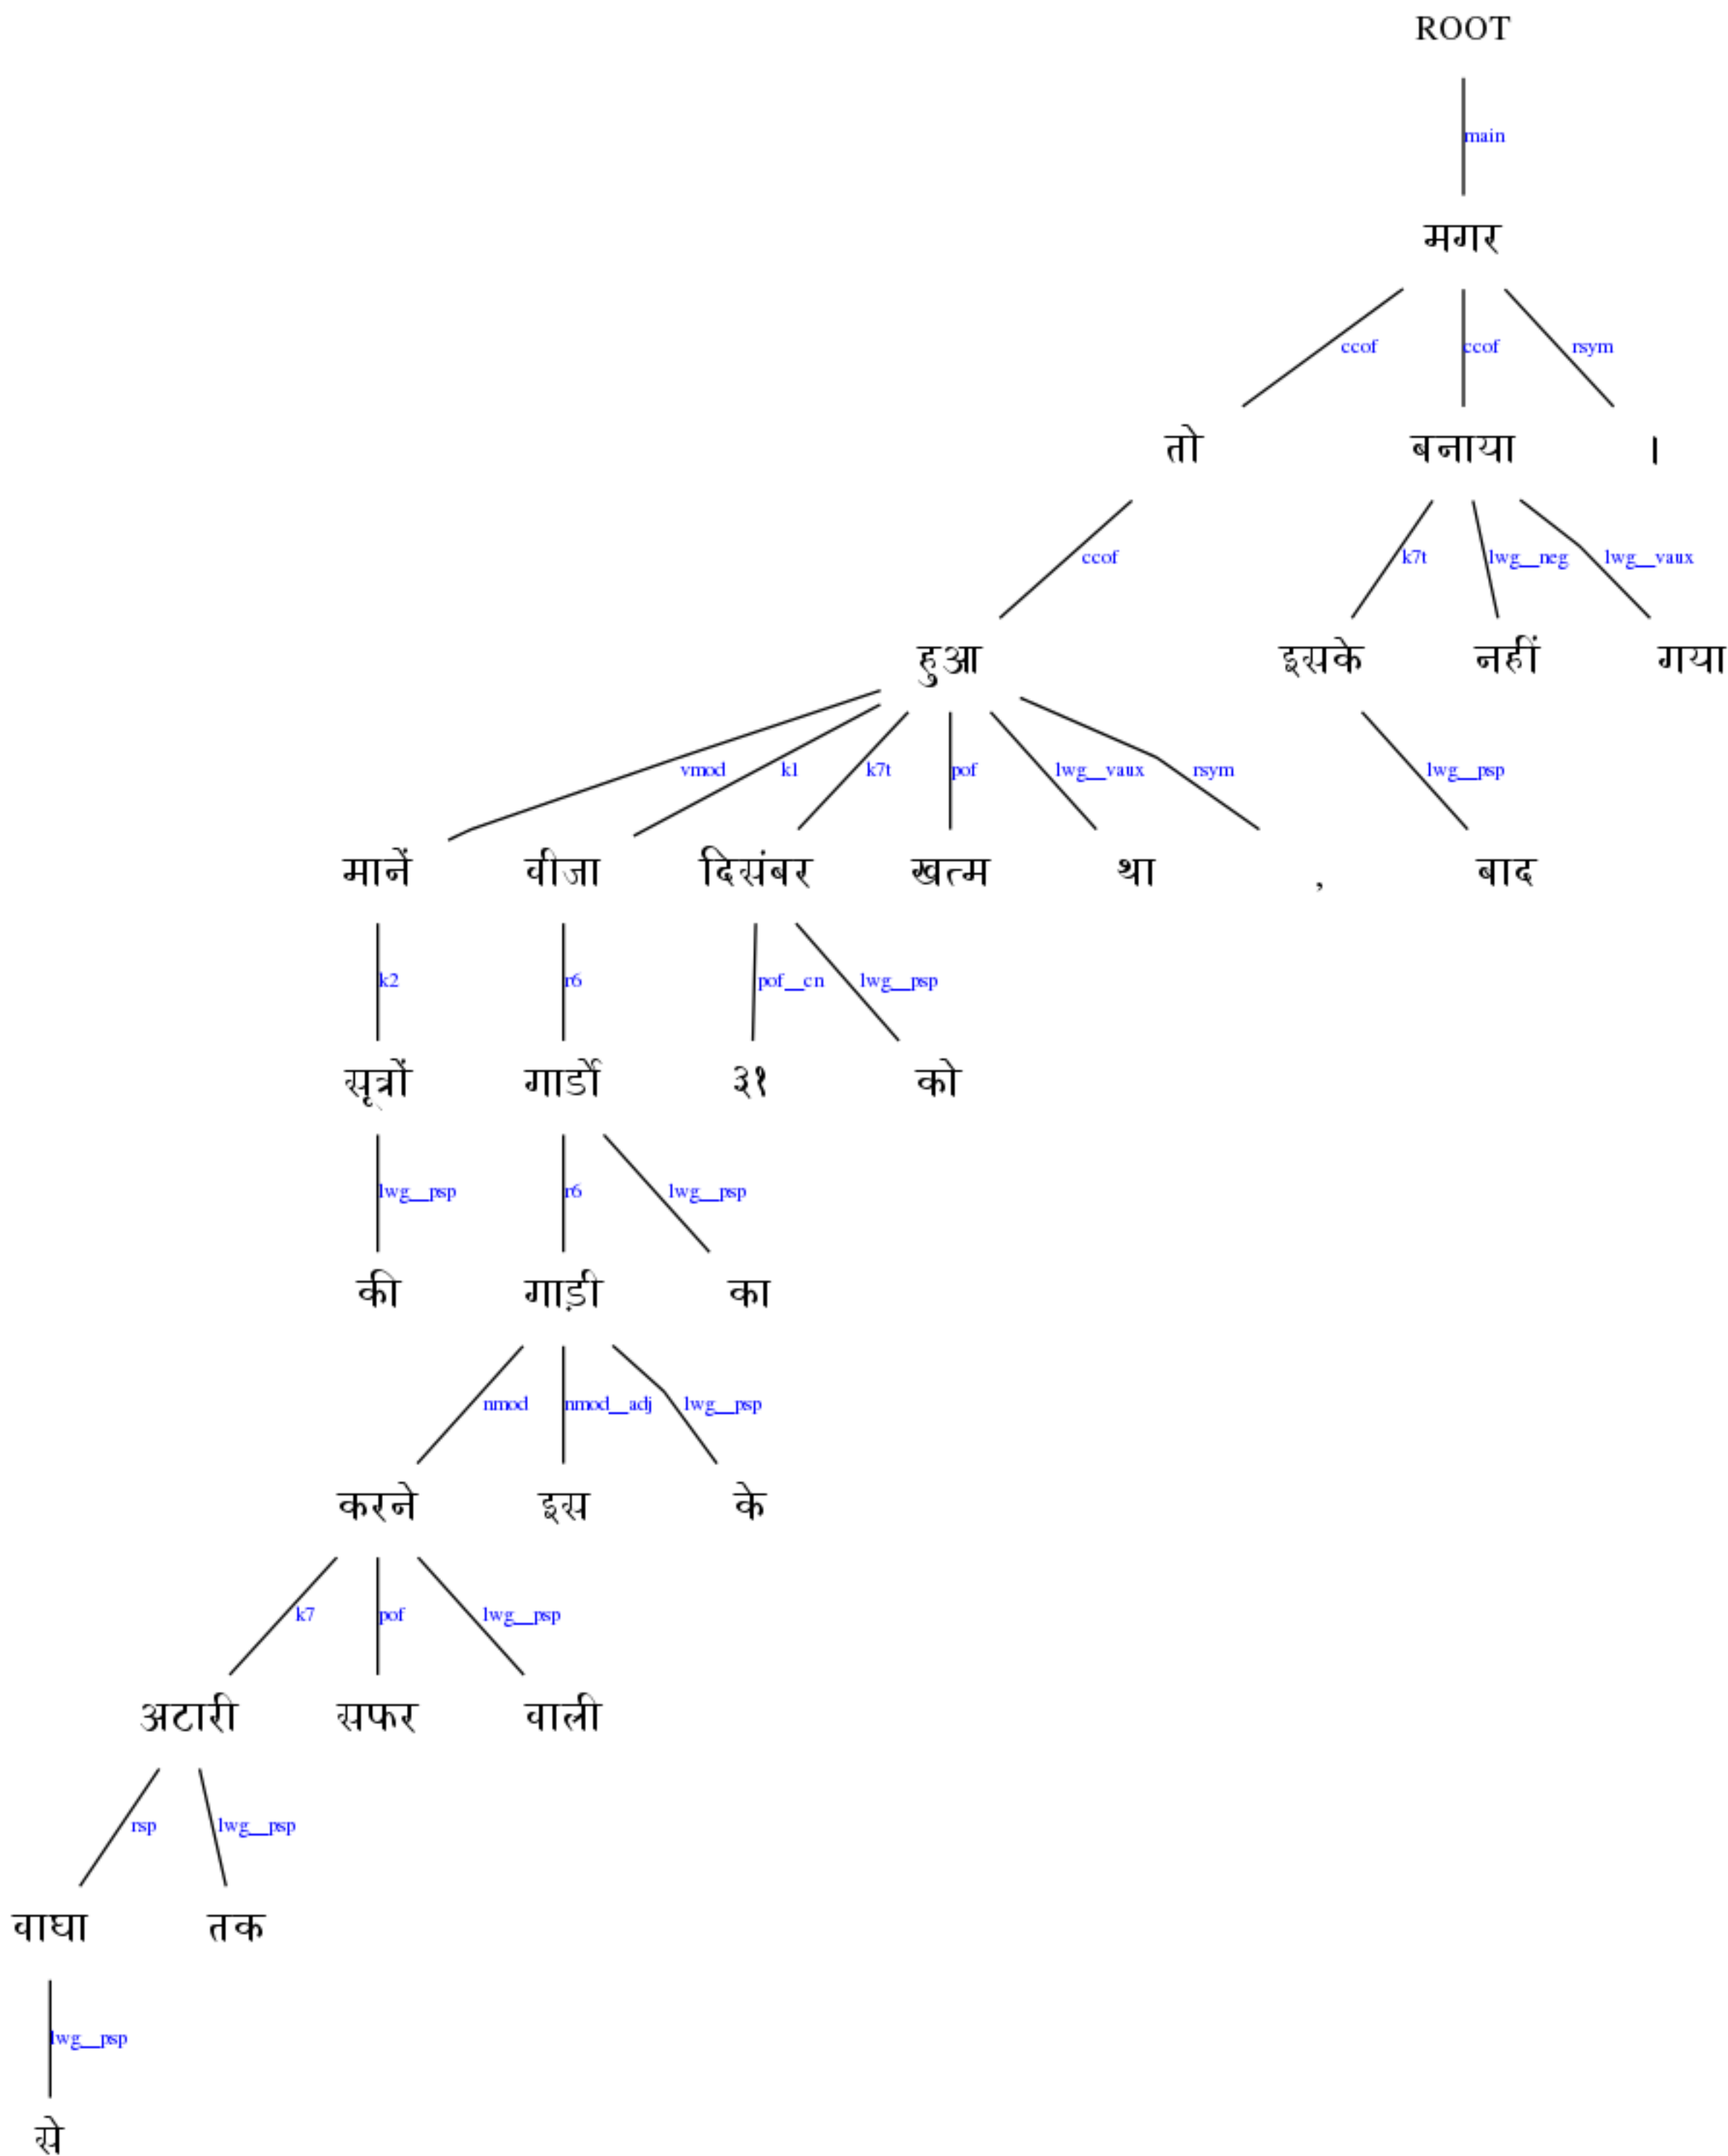 ROOT
main
मगर
ccof ccof rsym
तो बनाया ।
ccof k7t lwg__neg lwg__vaux
हुआ इसके नहीं गया
vmod k1 k7t pof lwg__vaux rsym lwg__psp
मानें वीजा दिसंबर खत्म था , बाद
k2 r6 pof__cn lwg__psp
सूत्रों गार्डों ३१ को
lwg__psp r6 lwg__psp
की गाड़ी का
nmod nmod__adj lwg__psp
करने इस के
k7 pof lwg__psp
अटारी सफर वाली
rsp lwg__psp
वाघा तक
lwg__psp
से